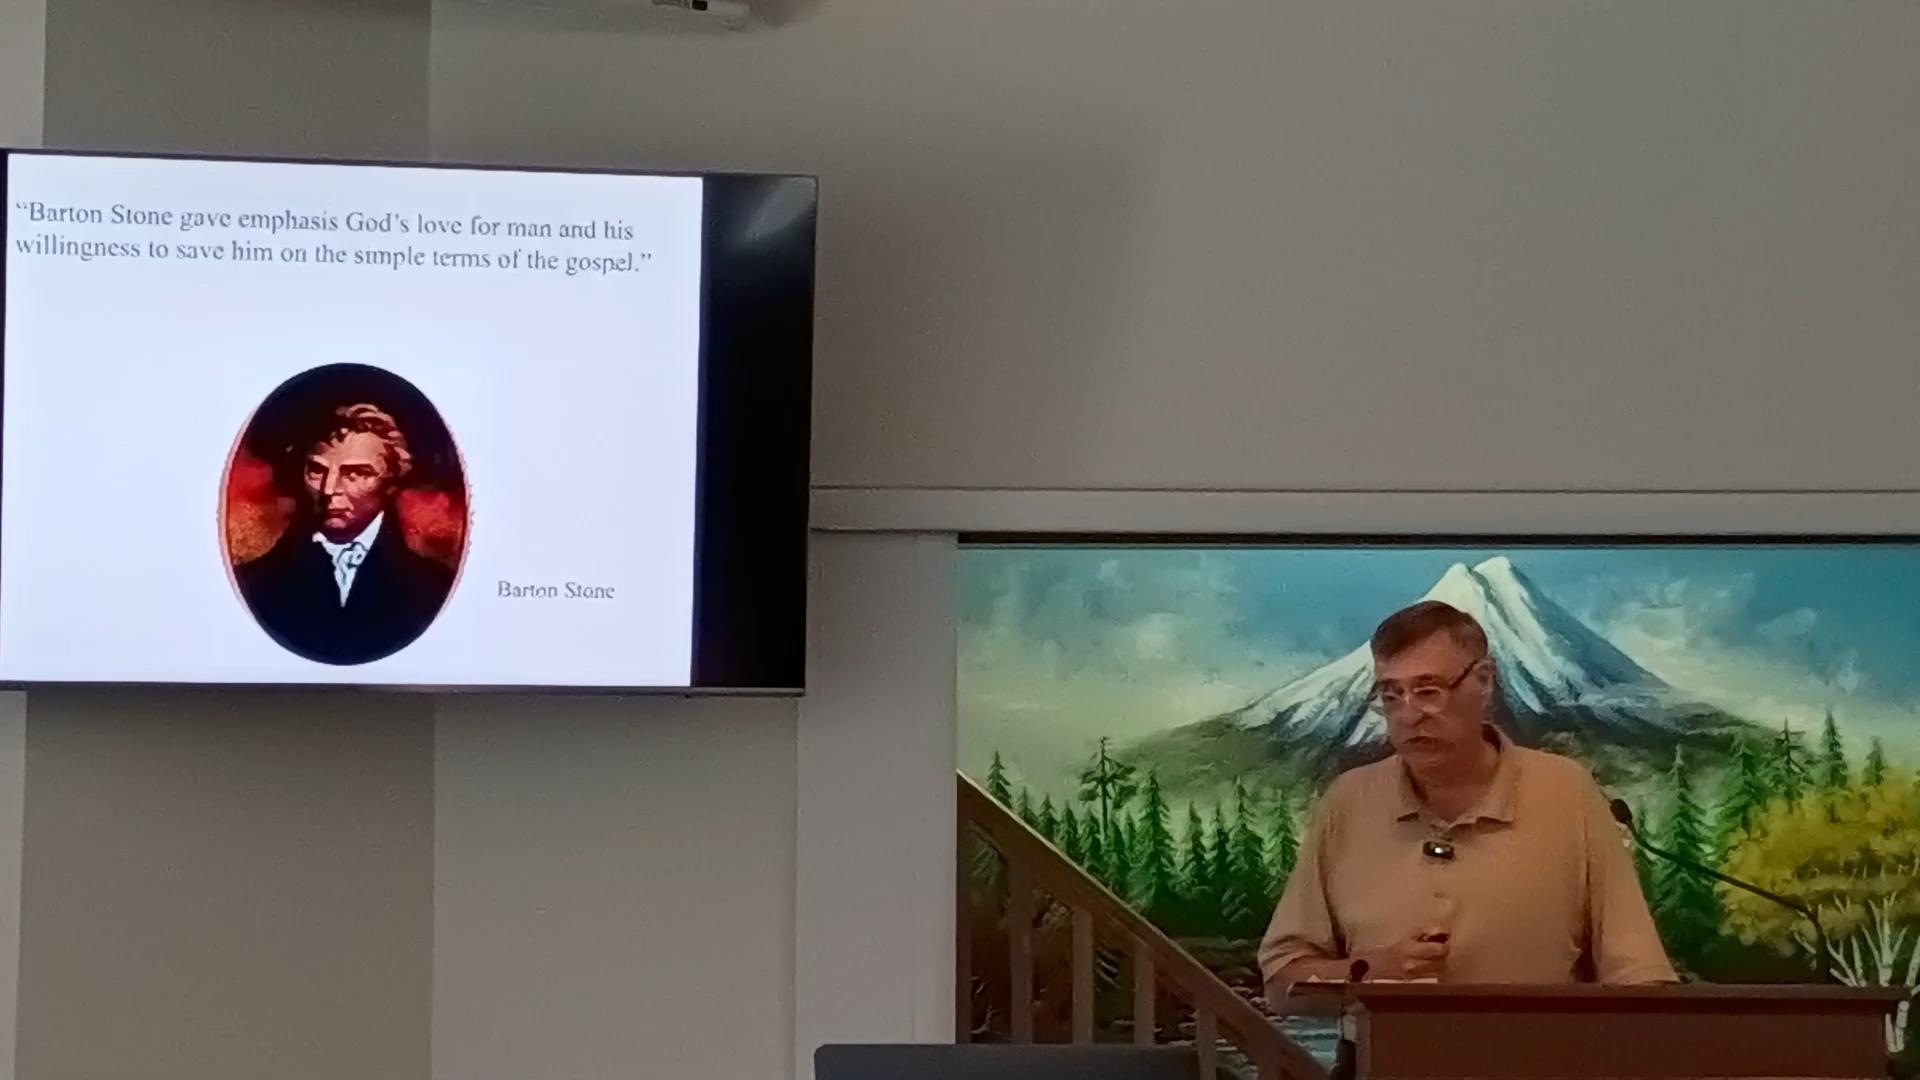 “Barton Stone gave emphasis God’s love for man and his
willingness to save him on the simple terms of the gospel.”
Barton Stone